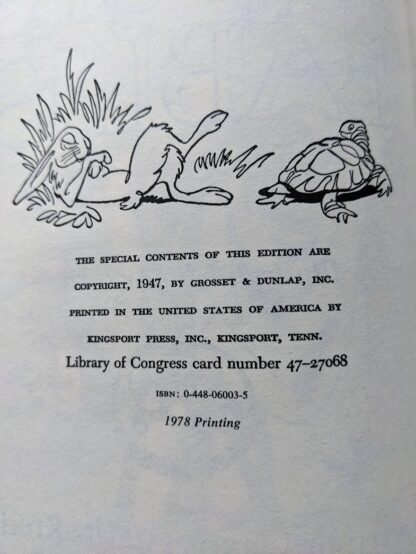 THE SPECIAL CONTENTS OF THIS EDITION ARE
COPYRIGHT, 1947, BY GROSSET & DUNLAP, INC.
PRINTED IN THE UNITED STATES OF AMERICA BY
KINGSPORT PRESS, INC., KINGSPORT, TENN.
Library of Congress card number 47–27068
ISBN: 0-448-06003-5
1978 Printing